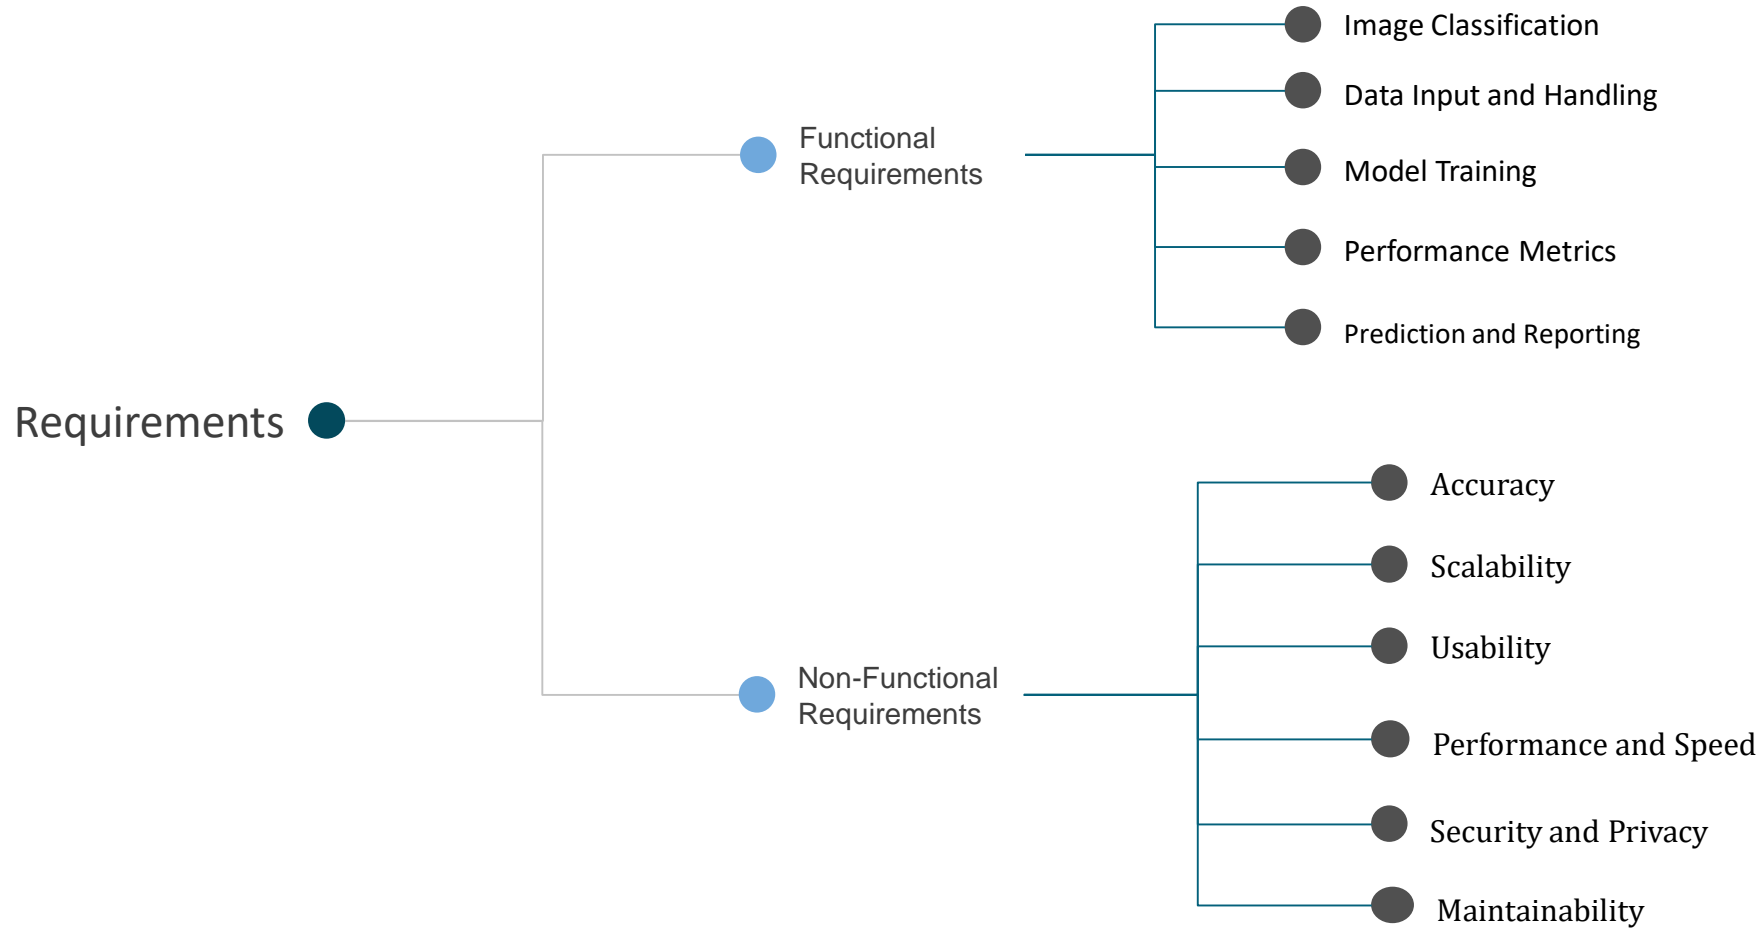 Requirements
Functional
Requirements
Image Classification
Data Input and Handling
Model Training
Performance Metrics
Prediction and Reporting
Non-Functional
Requirements
Accuracy
Scalability
Usability
Performance and Speed
Security and Privacy
Maintainability